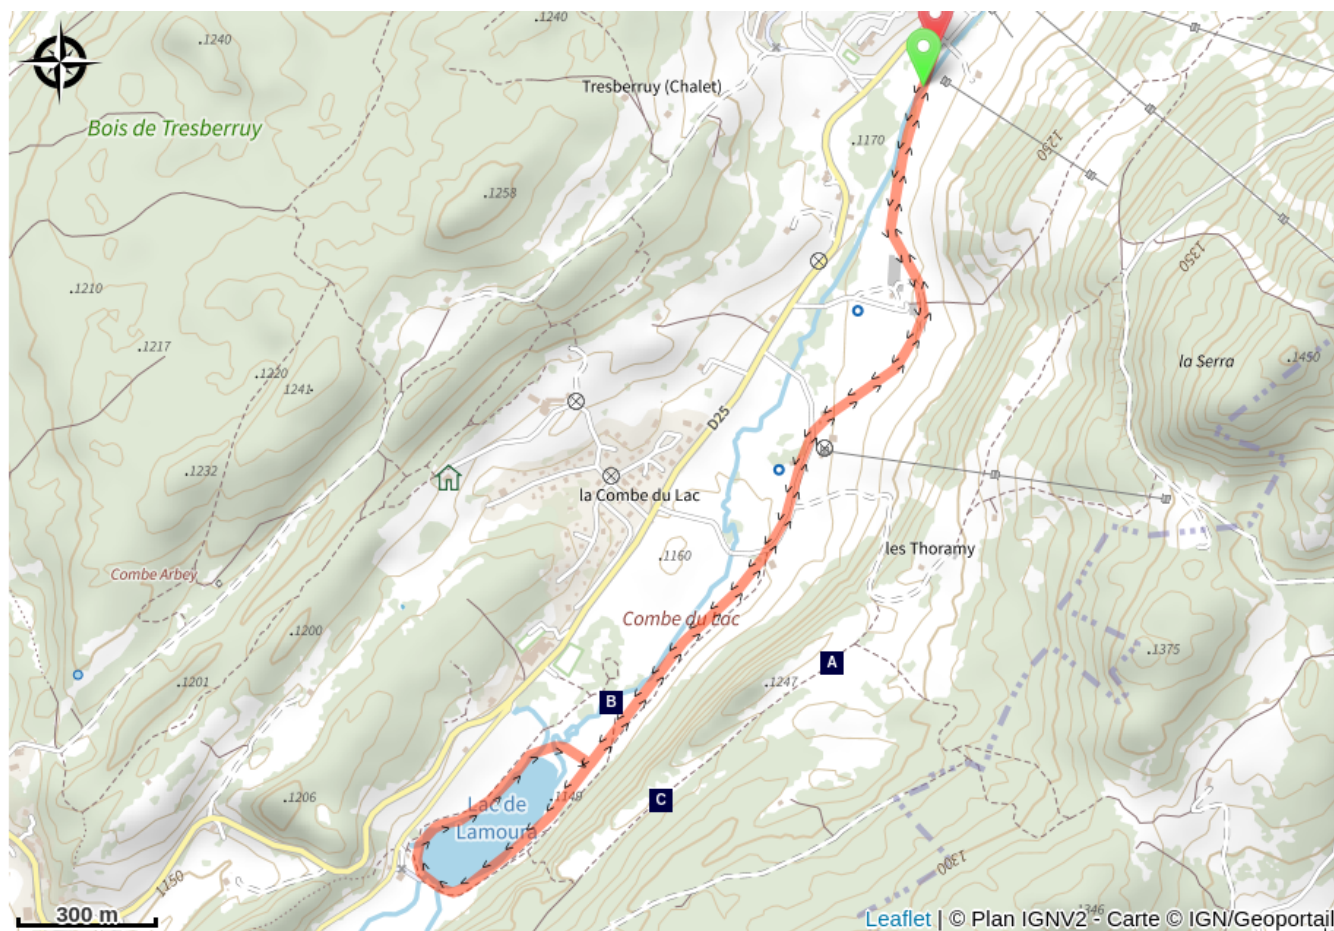 .1240
.1240
Tresberruy (Chalet)
Bois de Tresberruy
.1170
1250
.1258
1350
.1210
.1217
la Serra
.1450
.1220
1241.
D25
.1232
la Combe du Lac
les Thoramy
.1160
Combe Arbey
Combe du Lac
.1200
.1375
A
.1247
.1201
B
.1206
C
Lac de
Lamoura
.1149
1300
1150
.1346
300 m
Leaflet | © Plan IGNV2 - Carte © IGN/Geoportail